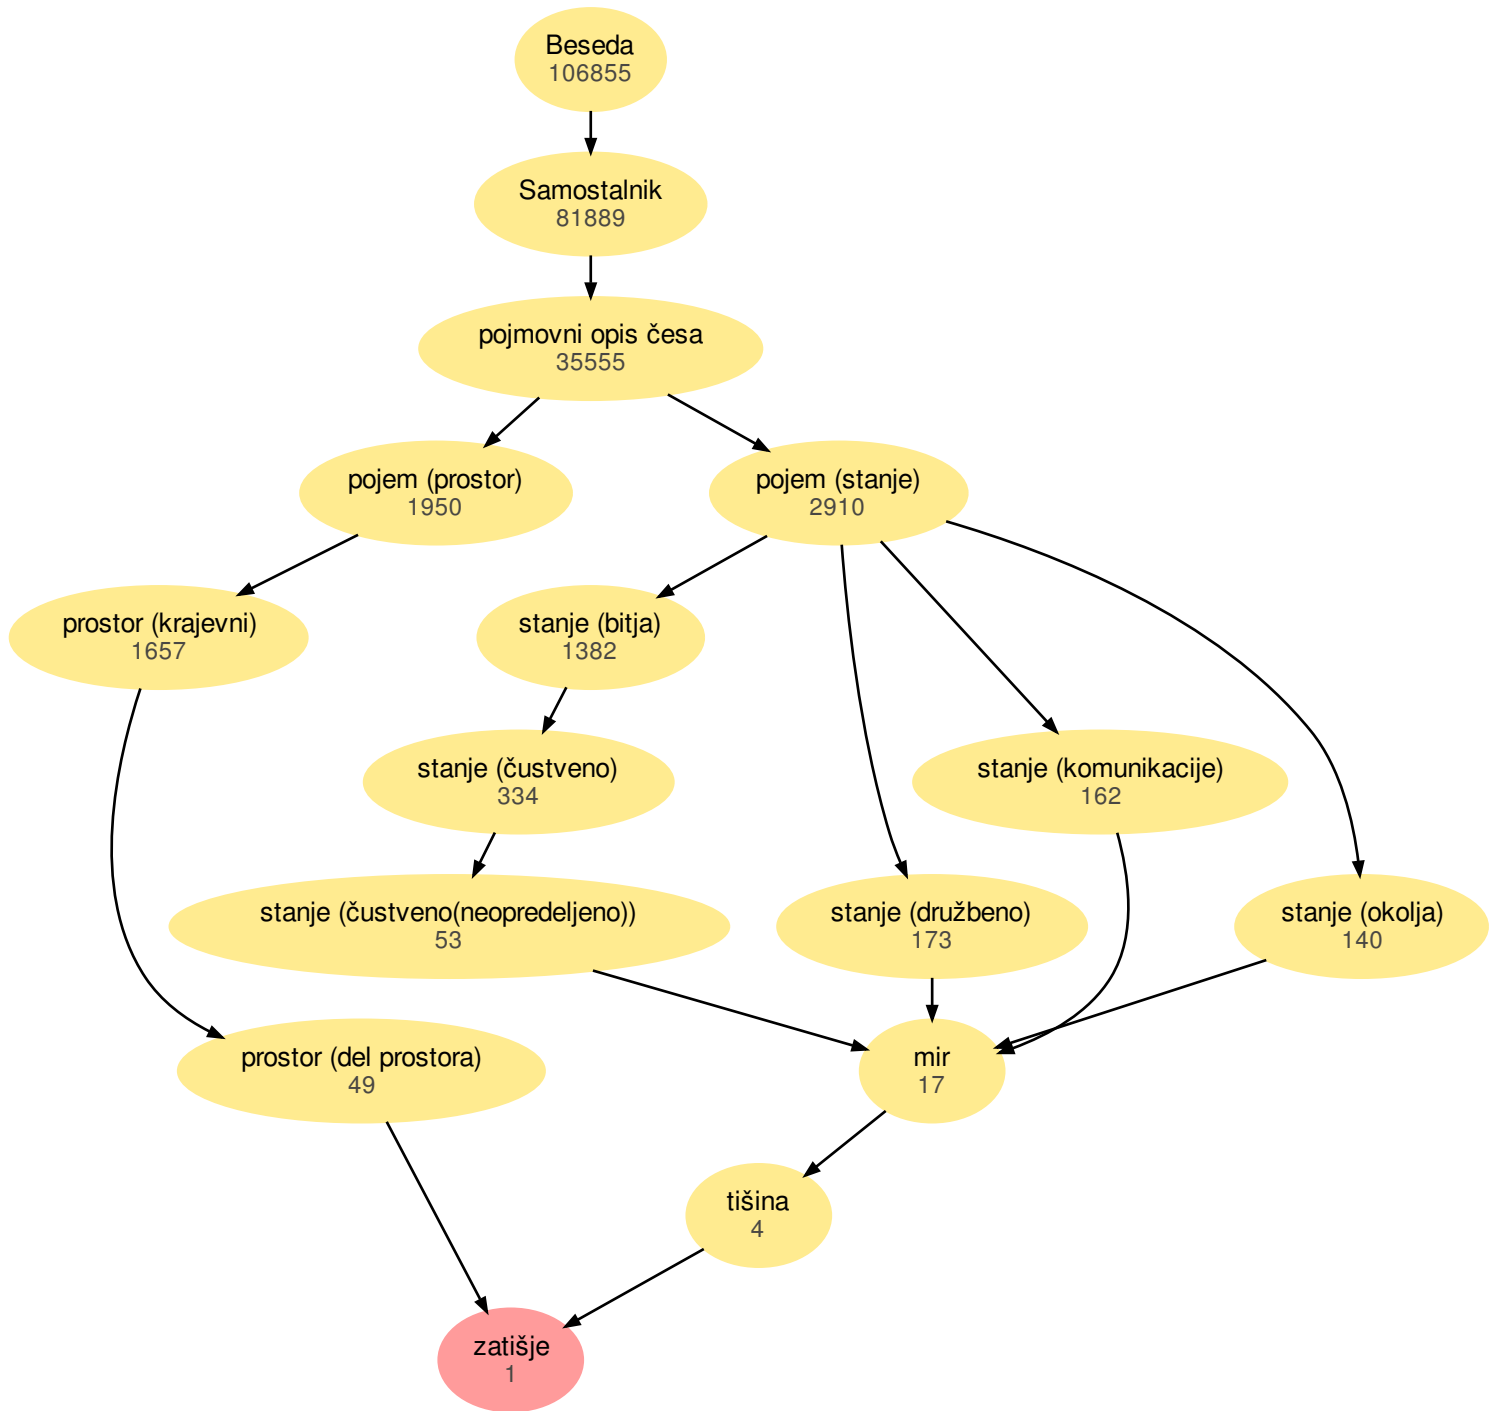 Beseda
106855
Samostalnik
81889
pojmovni opis česa
35555
pojem (prostor)
1950
pojem (stanje)
2910
prostor (krajevni)
1657
stanje (bitja)
1382
stanje (čustveno)
334
stanje (komunikacije)
162
stanje (čustveno(neopredeljeno))
53
stanje (družbeno)
173
stanje (okolja)
140
prostor (del prostora)
49
mir
17
tišina
4
zatišje
1